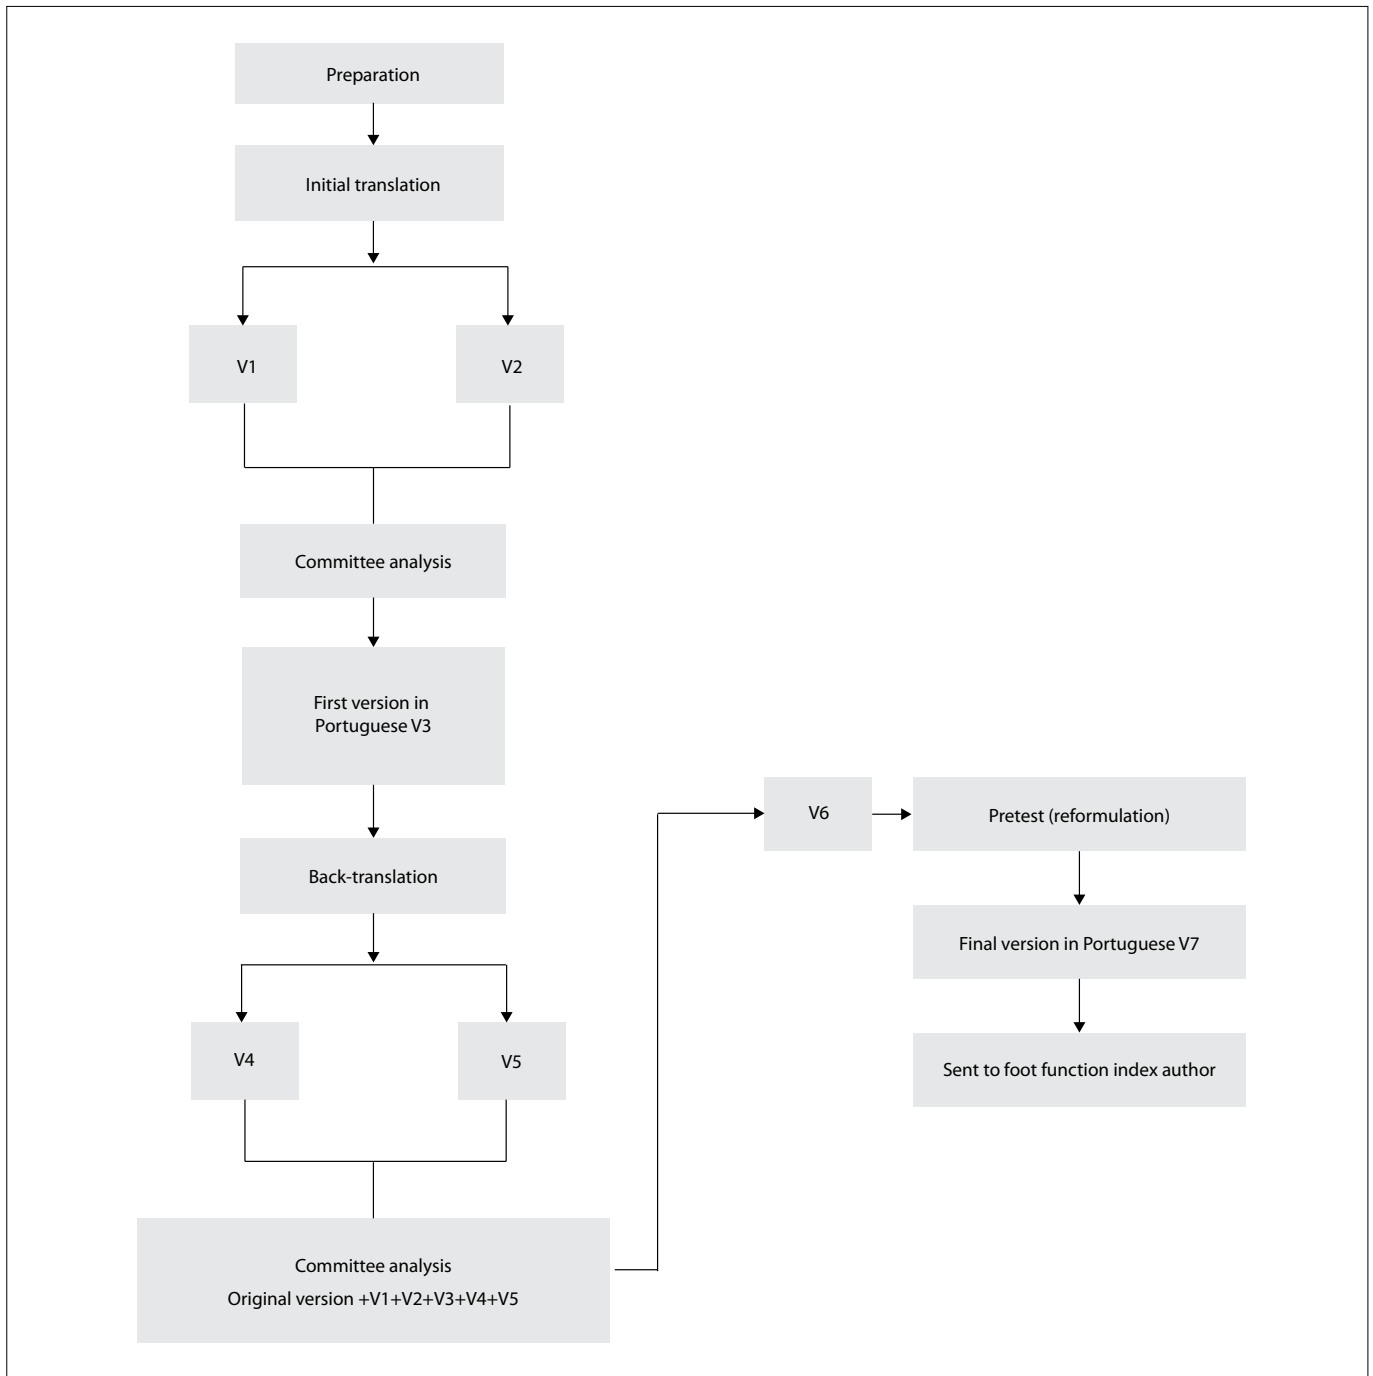 Preparation
Initial translation
V1
V2
Committee analysis
First version in
Portuguese V3
Back-translation
V4
V5
Committee analysis
Original version +V1+V2+V3+V4+V5
V6
Pretest (reformulation)
Final version in Portuguese V7
Sent to foot function index author